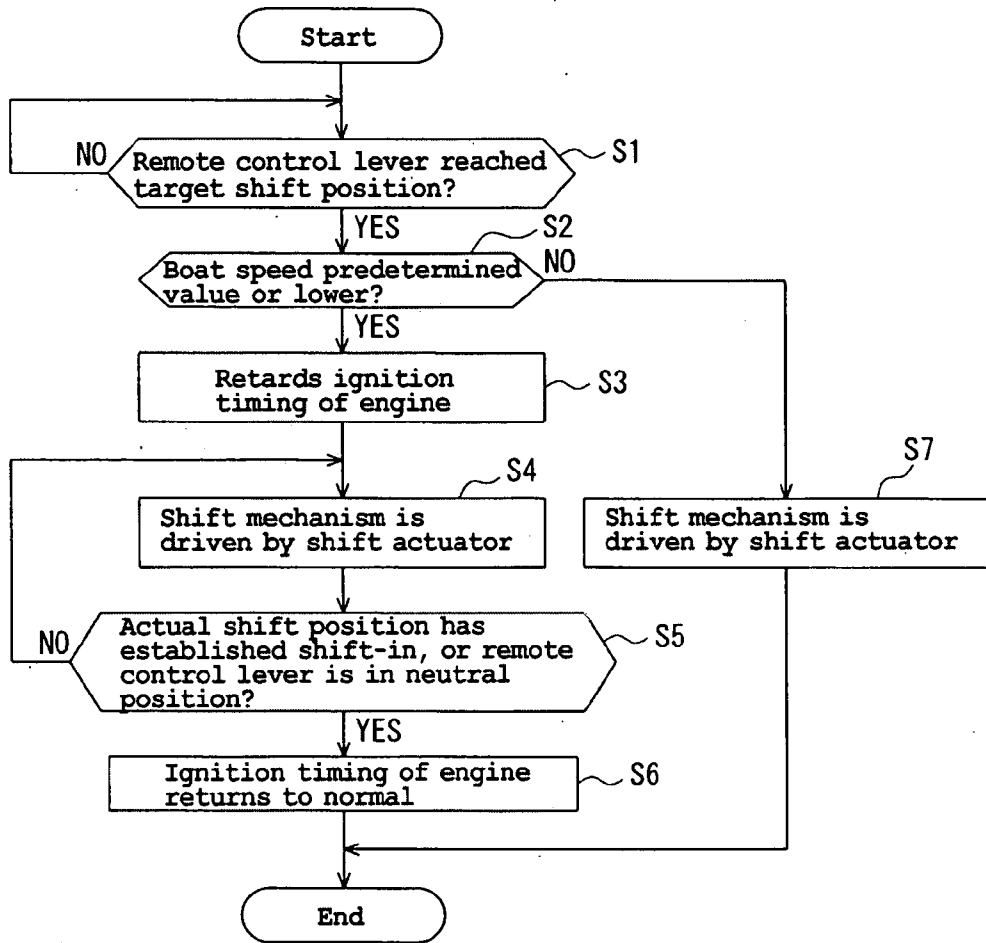 Start
NO
Remote control lever reached
target shift position?
S1
YES
S2
Boat speed predetermined
value or lower?
NO
YES
Retards ignition
timing of engine
S3
S4
Shift mechanism is
driven by shift actuator
S7
Shift mechanism is
driven by shift actuator
NO
Actual shift position has
established shift-in, or remote
control lever is in neutral
position?
S5
YES
Ignition timing of engine
returns to normal
S6
End